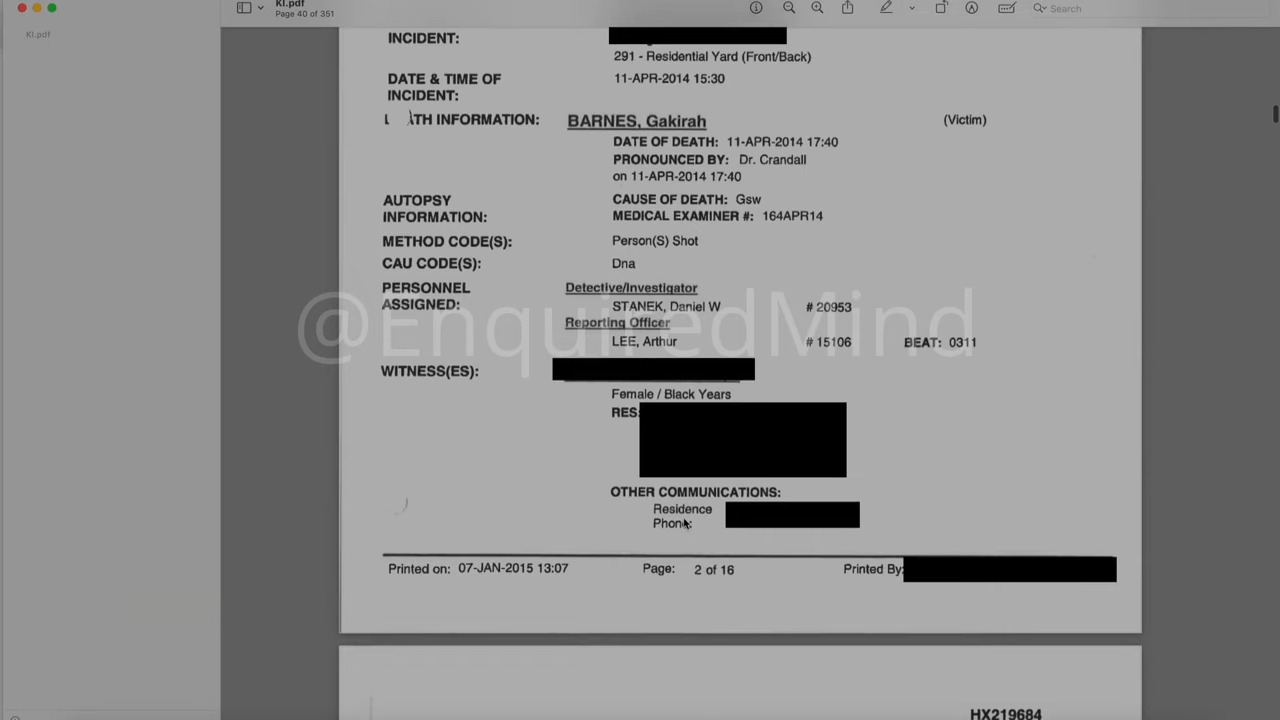 KI.pdf
Page 40 of 351
Search
KI.pdf
INCIDENT:
291 - Residential Yard (Front/Back)
DATE & TIME OF INCIDENT: 11-APR-2014 15:30
ATH INFORMATION: BARNES, Gakirah (Victim)
DATE OF DEATH: 11-APR-2014 17:40
PRONOUNCED BY: Dr. Crandall
on 11-APR-2014 17:40
AUTOPSY INFORMATION: CAUSE OF DEATH: Gsw
MEDICAL EXAMINER #: 164APR14
METHOD CODE(S): Person(S) Shot
CAU CODE(S): Dna
PERSONNEL ASSIGNED: Detective/Investigator
STANEK, Daniel W # 20953
Reporting Officer
LEE, Arthur # 15106 BEAT: 0311
@EnquiredMind
WITNESS(ES):
Female / Black Years
RES:
OTHER COMMUNICATIONS:
Residence
Phone:
Printed on: 07-JAN-2015 13:07 Page: 2 of 16 Printed By:
HX219684